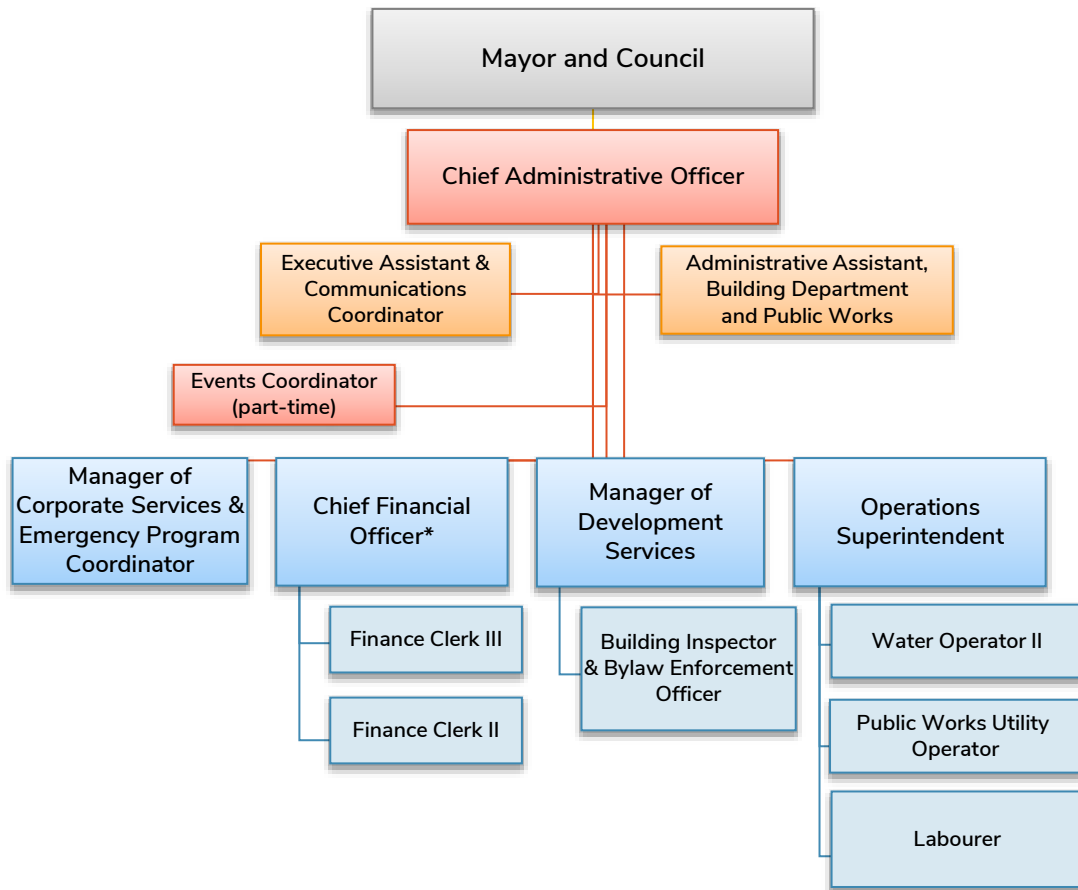 Mayor and Council
Chief Administrative Officer
Executive Assistant &
Communications
Coordinator
Administrative Assistant,
Building Department
and Public Works
Events Coordinator
(part-time)
Manager of
Corporate Services &
Emergency Program
Coordinator
Chief Financial
Officer*
Manager of
Development
Services
Operations
Superintendent
Finance Clerk III
Finance Clerk II
Building Inspector
& Bylaw Enforcement
Officer
Water Operator II
Public Works Utility
Operator
Labourer